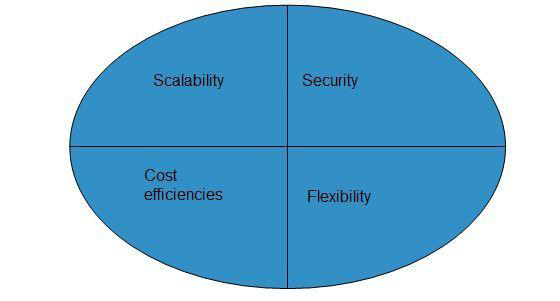 Scalability
Security
Cost
efficiencies
Flexibility